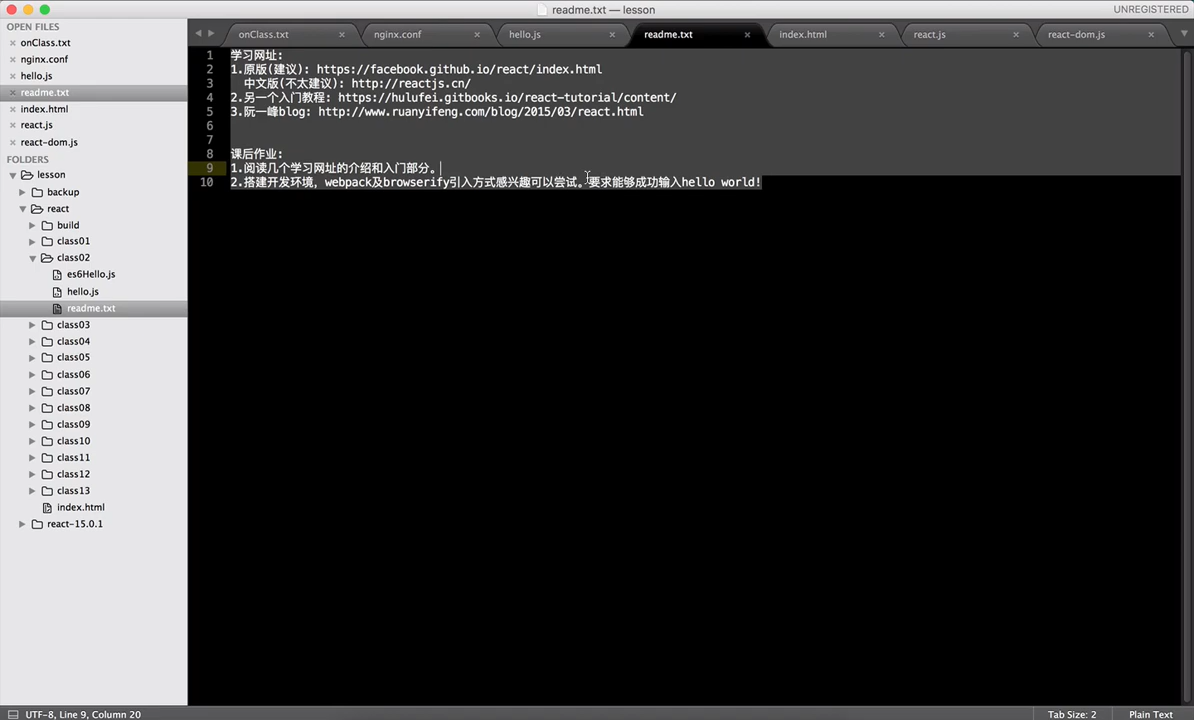 readme.txt — lesson
UNREGISTERED
OPEN FILES
onClass.txt
nginx.conf
hello.js
readme.txt
index.html
react.js
react-dom.js
FOLDERS
lesson
backup
react
build
class01
class02
es6Hello.js
hello.js
readme.txt
class03
class04
class05
class06
class07
class08
class09
class10
class11
class12
class13
index.html
react-15.0.1
onClass.txt
nginx.conf
hello.js
readme.txt
index.html
react.js
react-dom.js
1 学习网址:
2 1.原版(建议): https://facebook.github.io/react/index.html
3 中文版(不太建议): http://reactjs.cn/
4 2.另一个入门教程: https://hulufei.gitbooks.io/react-tutorial/content/
5 3.阮一峰blog: http://www.ruanyifeng.com/blog/2015/03/react.html
6
7
8 课后作业:
9 1.阅读几个学习网址的介绍和入门部分。
10 2.搭建开发环境，webpack及browserify引入方式感兴趣可以尝试。要求能够成功输入hello world!
UTF-8, Line 9, Column 20
Tab Size: 2
Plain Text